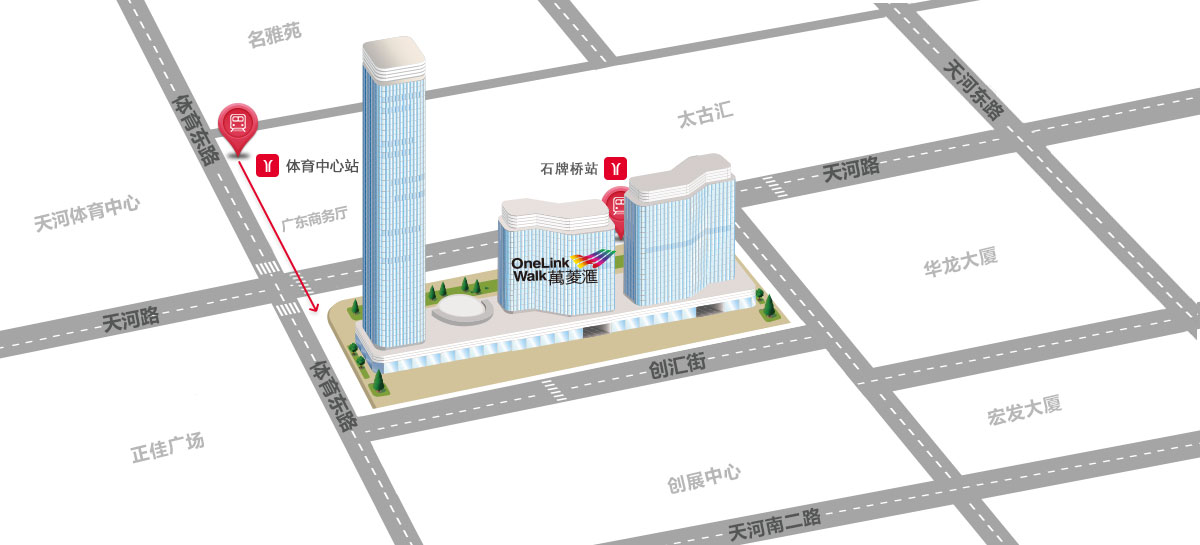 名雅苑
体育东路
天河东路
太古汇
体育中心站
石牌桥站
天河路
天河体育中心
广东商务厅
OneLink
Walk 萬菱滙
华龙大厦
天河路
体育东路
创汇街
宏发大厦
正佳广场
创展中心
天河南二路